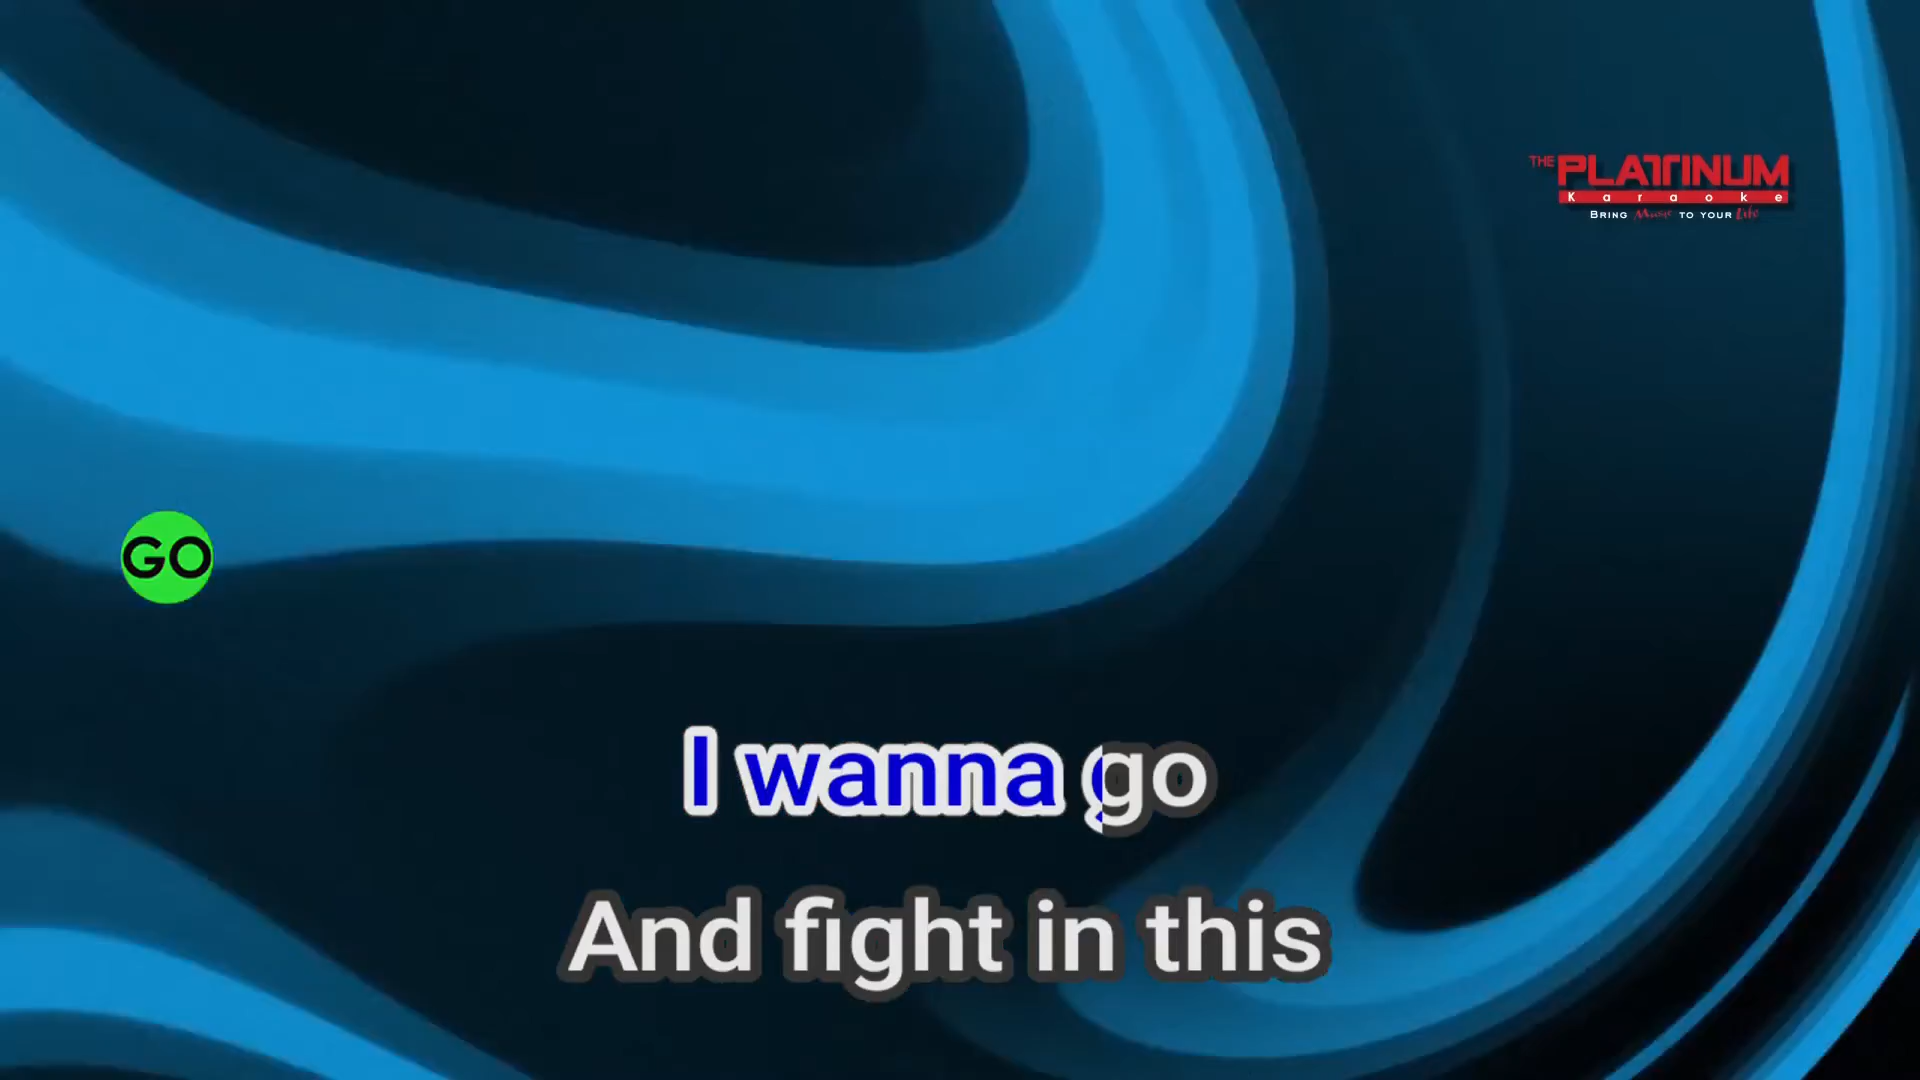 THE PLATINUM
Karaoke
BRING Music TO YOUR Life
GO
I wanna go
And fight in this